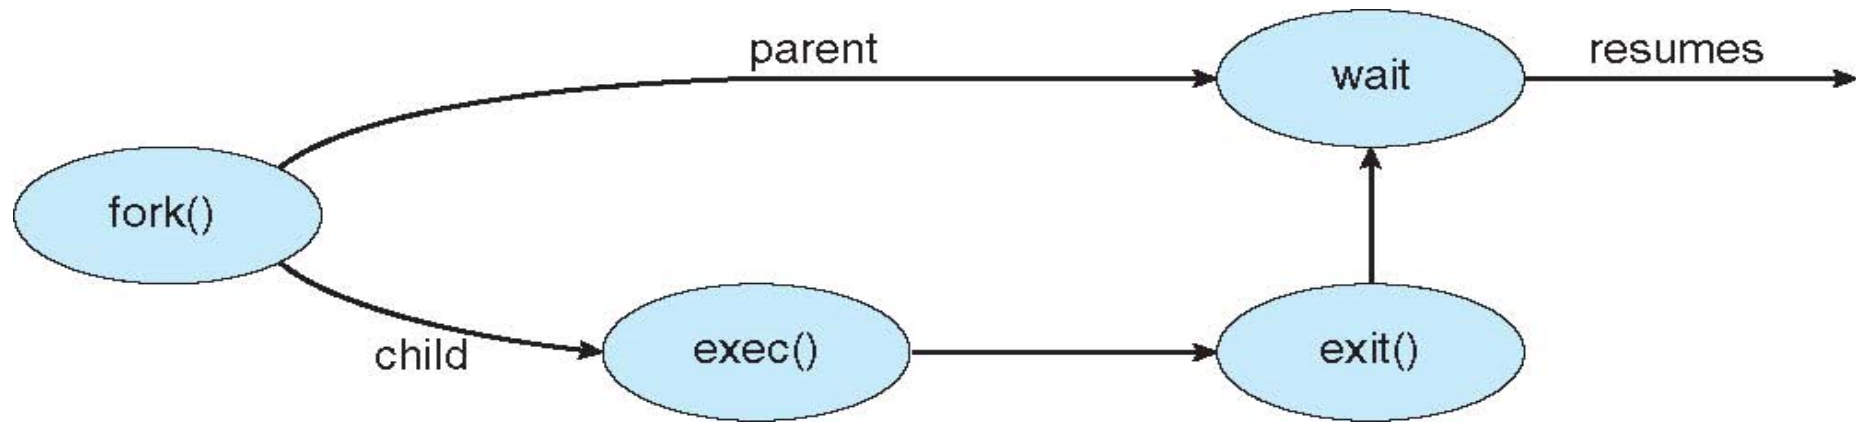 parent
wait
resumes
fork()
child
exec()
exit()